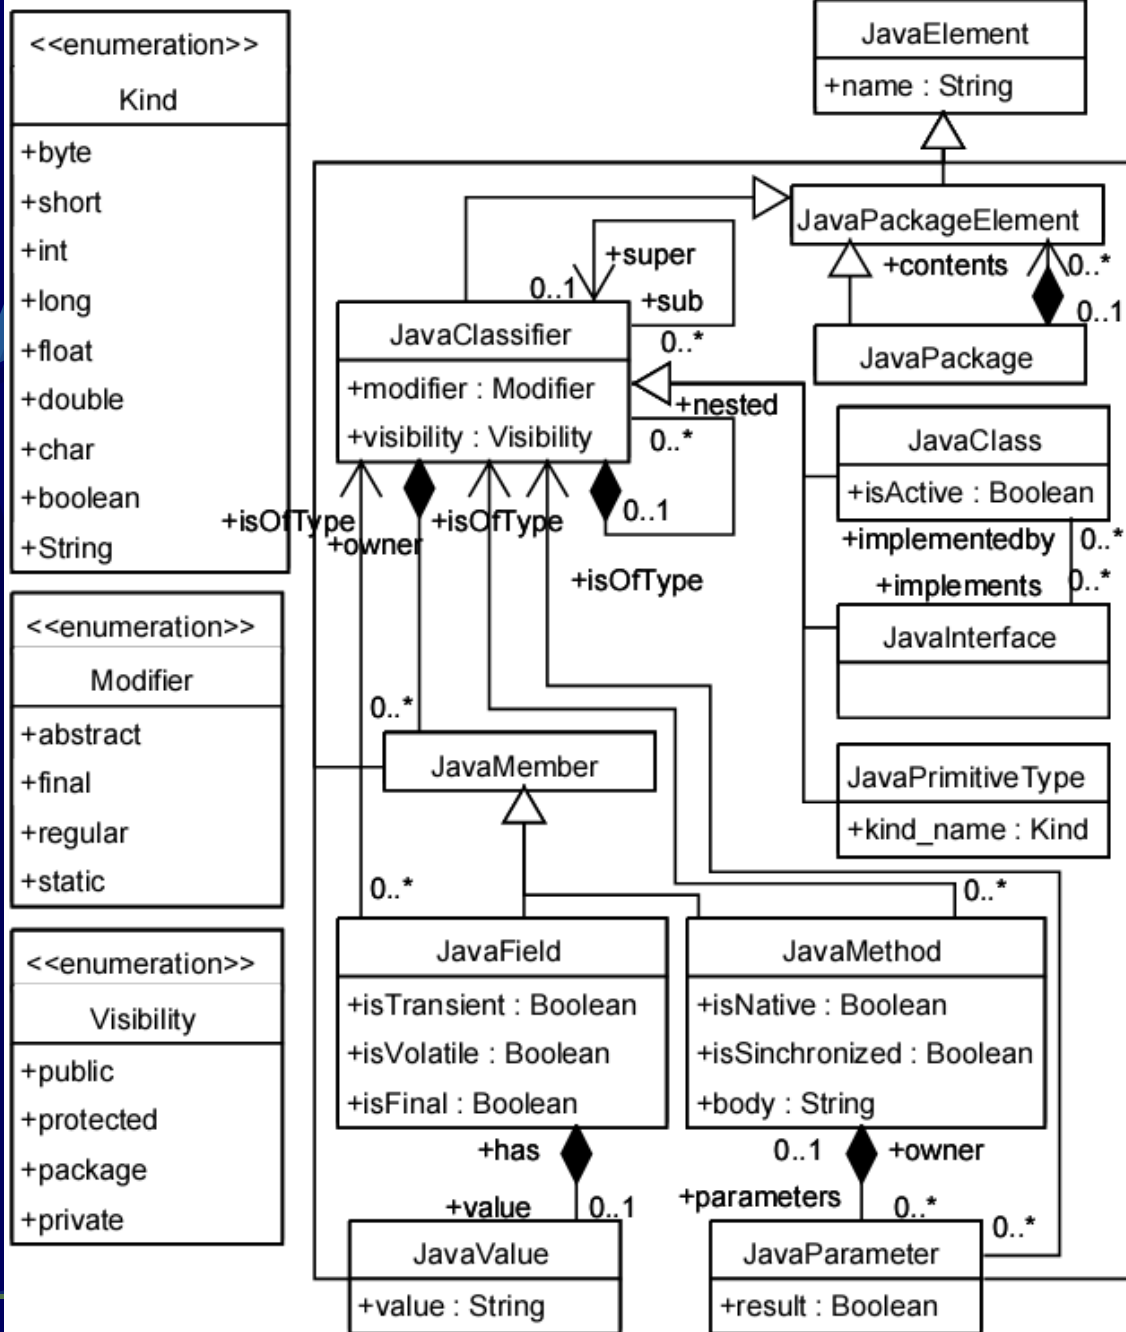 <<enumeration>>
Kind
+byte
+short
+int
+long
+float
+double
+char
+boolean
+String
<<enumeration>>
Modifier
+abstract
+final
+regular
+static
<<enumeration>>
Visibility
+public
+protected
+package
+private
JavaElement
+name : String
JavaPackageElement
+contents
0..*
0..1
JavaPackage
+super
0..1
+sub
0..*
JavaClassifier
+modifier : Modifier
+visibility : Visibility
+nested
0..*
0..1
JavaClass
+isActive : Boolean
+implementedby
0..*
+implements
0..*
JavaInterface
JavaPrimitiveType
+kind_name : Kind
+isOfType
+owner
+isOfType
+isOfType
0..*
JavaMember
0..*
0..*
JavaField
+isTransient : Boolean
+isVolatile : Boolean
+isFinal : Boolean
JavaMethod
+isNative : Boolean
+isSinchronized : Boolean
+body : String
+has
+value
0..1
0..1
+owner
+parameters
0..*
0..*
JavaValue
+value : String
JavaParameter
+result : Boolean